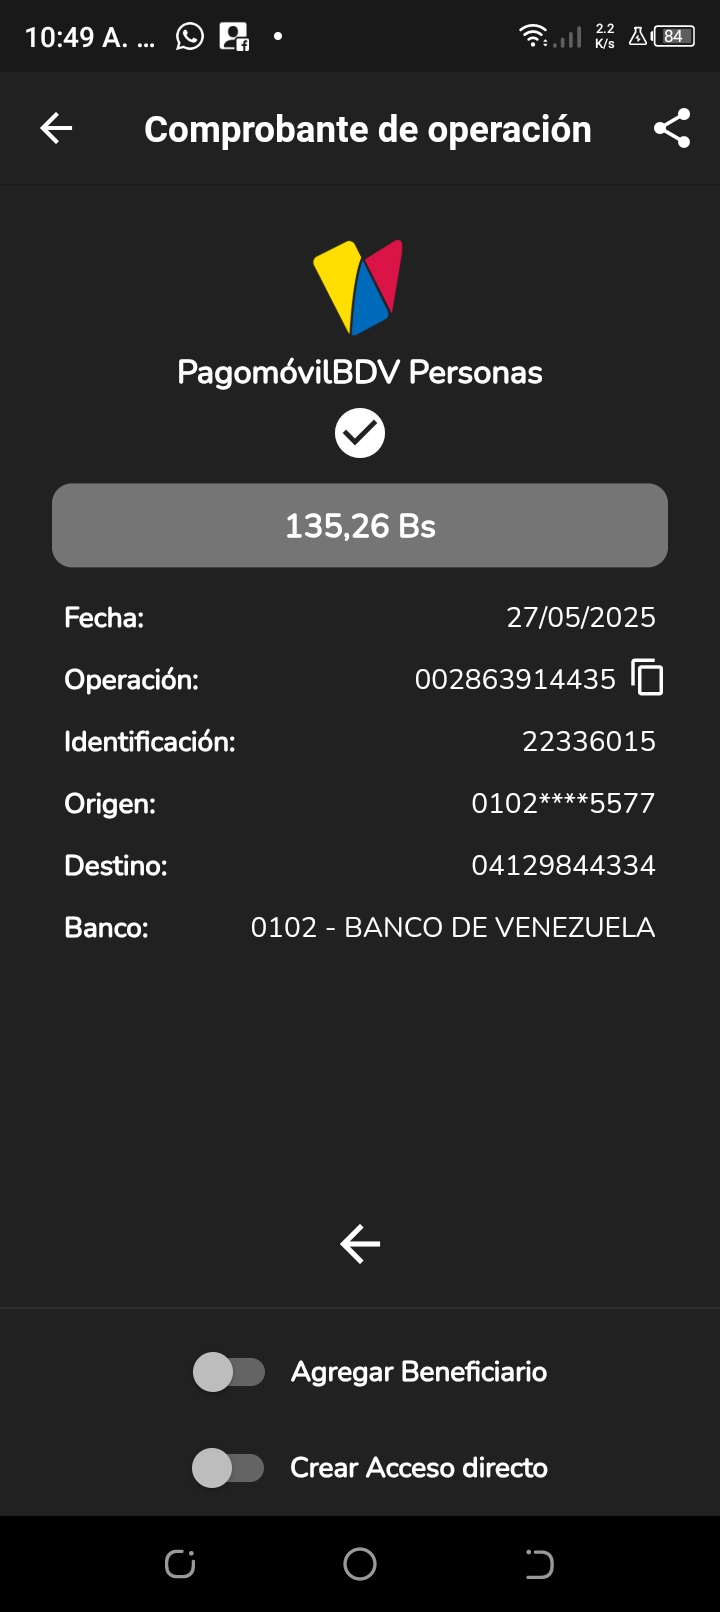 10:49 A. ...
2.2
K/s
84
Comprobante de operación
PagomóvilBDV Personas
135,26 Bs
Fecha: 27/05/2025
Operación: 002863914435
Identificación: 22336015
Origen: 0102****5577
Destino: 04129844334
Banco: 0102 - BANCO DE VENEZUELA
Agregar Beneficiario
Crear Acceso directo